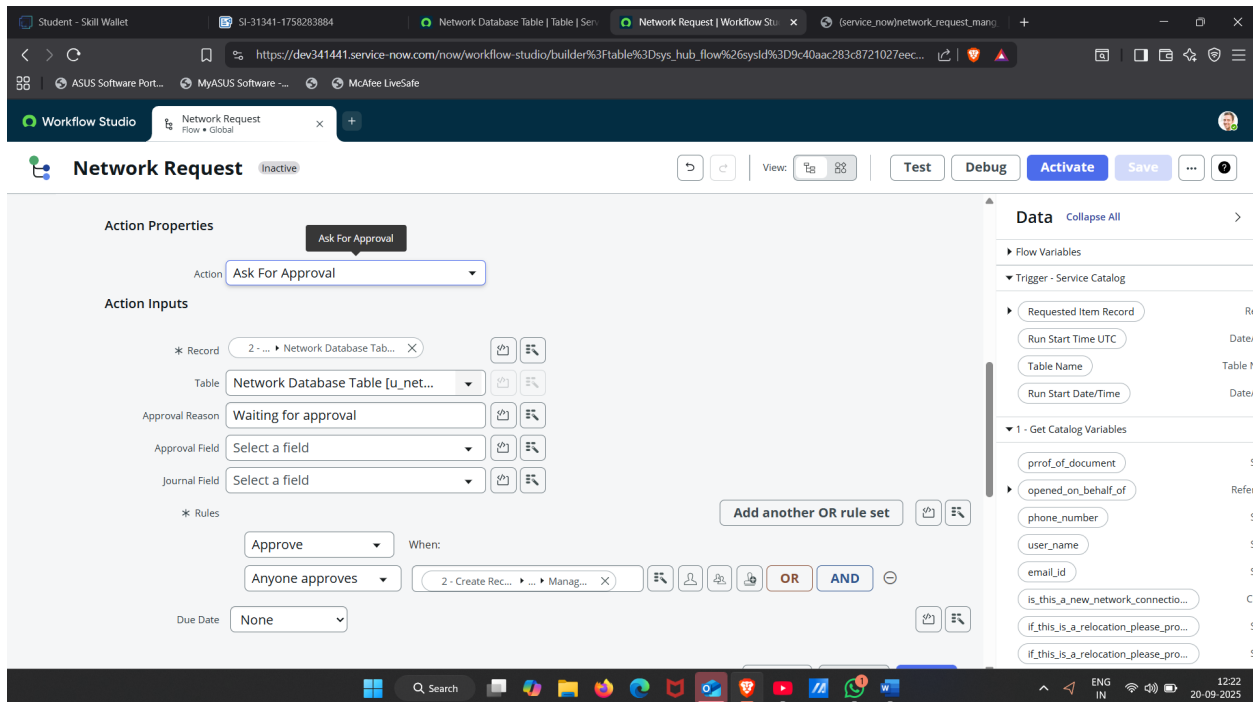 Student - Skill Wallet
SI-31341-1758283884
Network Database Table | Table | Serv
Network Request | Workflow Stu
(service_now)network_request_mang
https://dev341441.service-now.com/now/workflow-studio/builder%3Ftable%3Dsys_hub_flow%26sysId%3D9c40aac283c8721027eec...
ASUS Software Port...
MyASUS Software -...
McAfee LiveSafe
Workflow Studio
Network Request
Flow • Global
Network Request
Inactive
View:
Test
Debug
Activate
Save
Action Properties
Ask For Approval
Action
Ask For Approval
Action Inputs
Record
2 - ... ▸ Network Database Tab...
Table
Network Database Table [u_net...
Approval Reason
Waiting for approval
Approval Field
Select a field
Journal Field
Select a field
Rules
Add another OR rule set
Approve
When:
Anyone approves
2 - Create Rec... ▸ ... ▸ Manag...
OR
AND
Due Date
None
Data
Collapse All
Flow Variables
Trigger - Service Catalog
Requested Item Record
Re
Run Start Time UTC
Date/
Table Name
Table N
Run Start Date/Time
Date/
1 - Get Catalog Variables
prrof_of_document
S
opened_on_behalf_of
Refer
phone_number
S
user_name
S
email_id
S
is_this_a_new_network_connectio...
C
if_this_is_a_relocation_please_pro...
S
if_this_is_a_relocation_please_pro...
S
Search
1
ENG
IN
12:22
20-09-2025